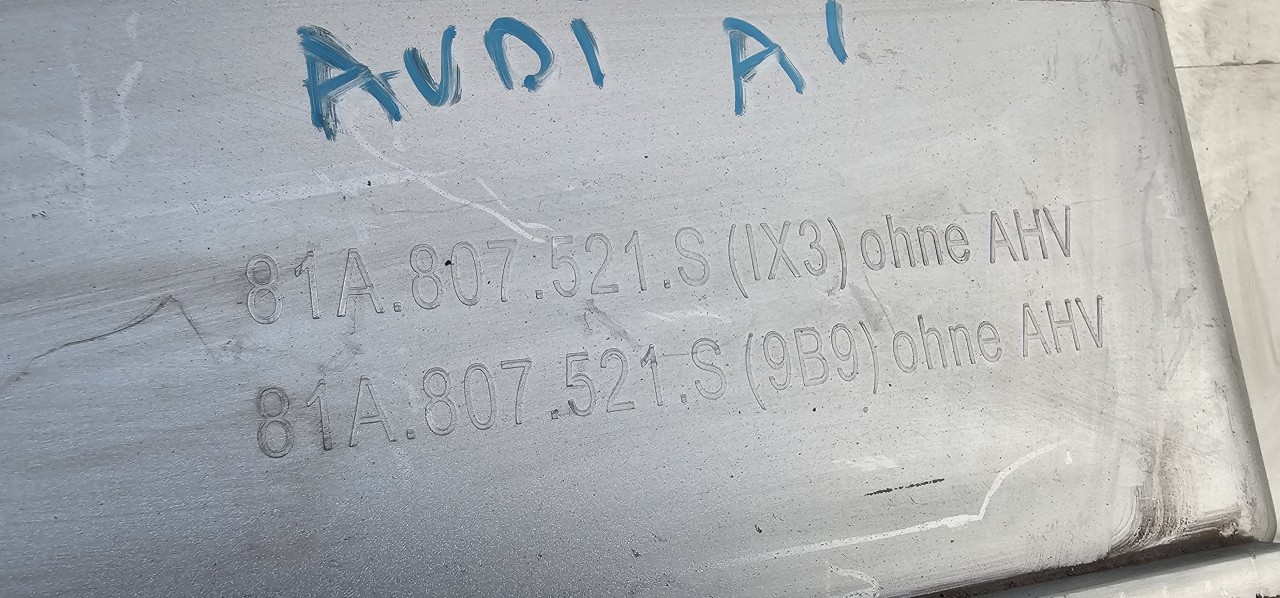 AUDI A1
81A.807.521.S (IX3) ohne AHV
81A.807.521.S (9B9) ohne AHV